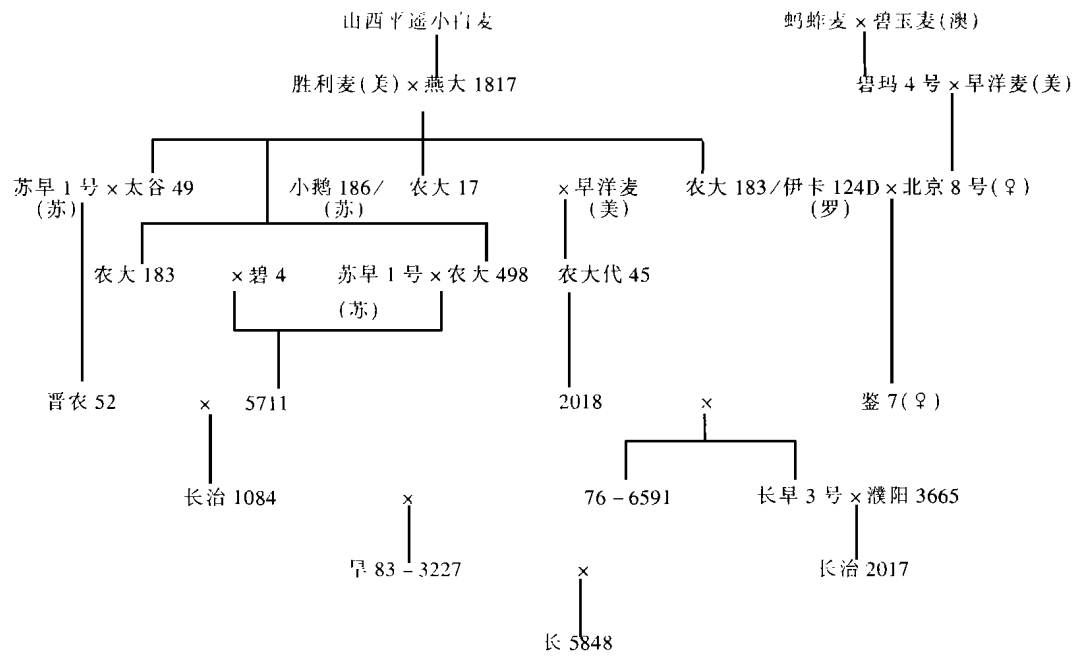 山西平遥小白麦 蚂蚱麦 × 碧玉麦(澳)
胜利麦(美) × 燕大 1817 碧玛 4 号 × 早洋麦(美)
苏早 1 号 × 太谷 49 小鹅 186/ 农大 17 × 早洋麦 农大 183/伊卡 124D × 北京 8 号(♀)
(苏) (苏) (美) (罗)
农大 183 × 碧 4 苏早 1 号 × 农大 498 农大代 45
(苏)
晋农 52 × 5711 2018 × 鉴 7(♀)
长治 1084 × 76-6591 长早 3 号 × 濮阳 3665
早 83-3227 × 长治 2017
长 5848